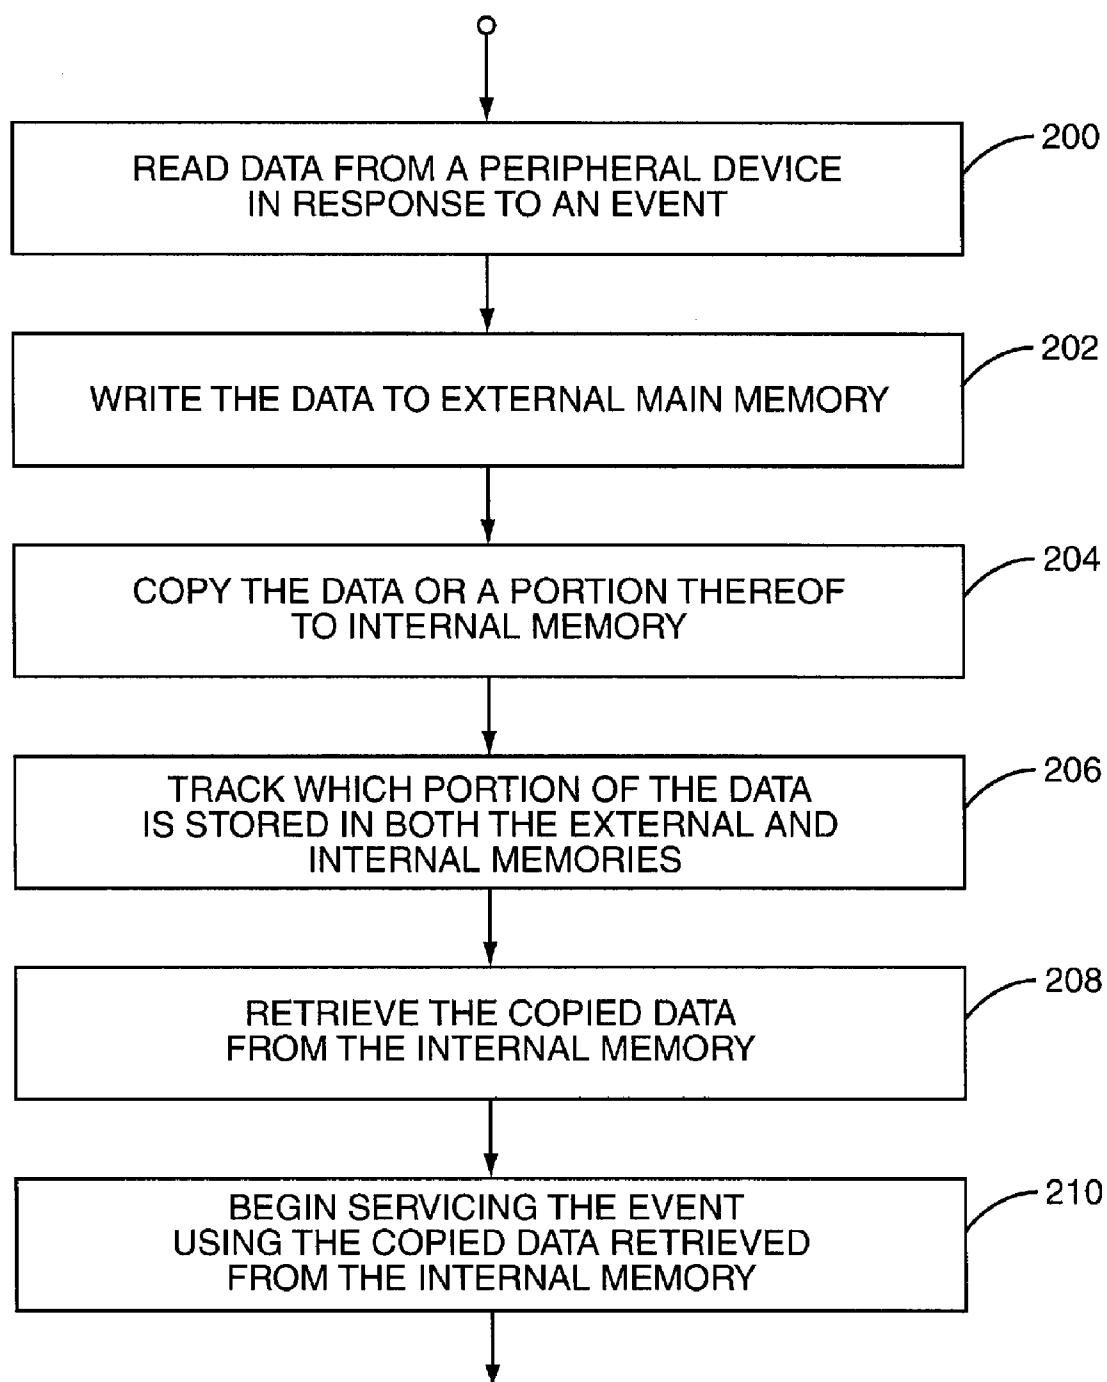 200
READ DATA FROM A PERIPHERAL DEVICE
IN RESPONSE TO AN EVENT
202
WRITE THE DATA TO EXTERNAL MAIN MEMORY
204
COPY THE DATA OR A PORTION THEREOF
TO INTERNAL MEMORY
206
TRACK WHICH PORTION OF THE DATA
IS STORED IN BOTH THE EXTERNAL AND
INTERNAL MEMORIES
208
RETRIEVE THE COPIED DATA
FROM THE INTERNAL MEMORY
210
BEGIN SERVICING THE EVENT
USING THE COPIED DATA RETRIEVED
FROM THE INTERNAL MEMORY